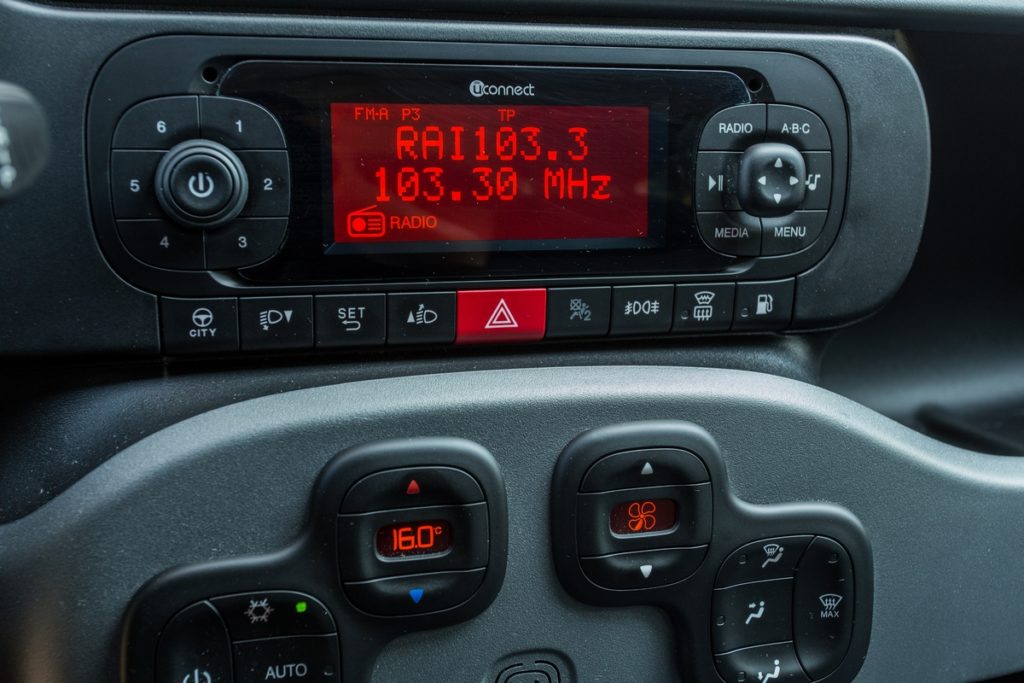 uconnect
FM-A P3 TP
RAI103.3
103.30 MHz
RADIO
6 1
5 2
4 3
RADIO A·B·C
MEDIA MENU
CITY
SET
2
16.0°c
MAX
AUTO